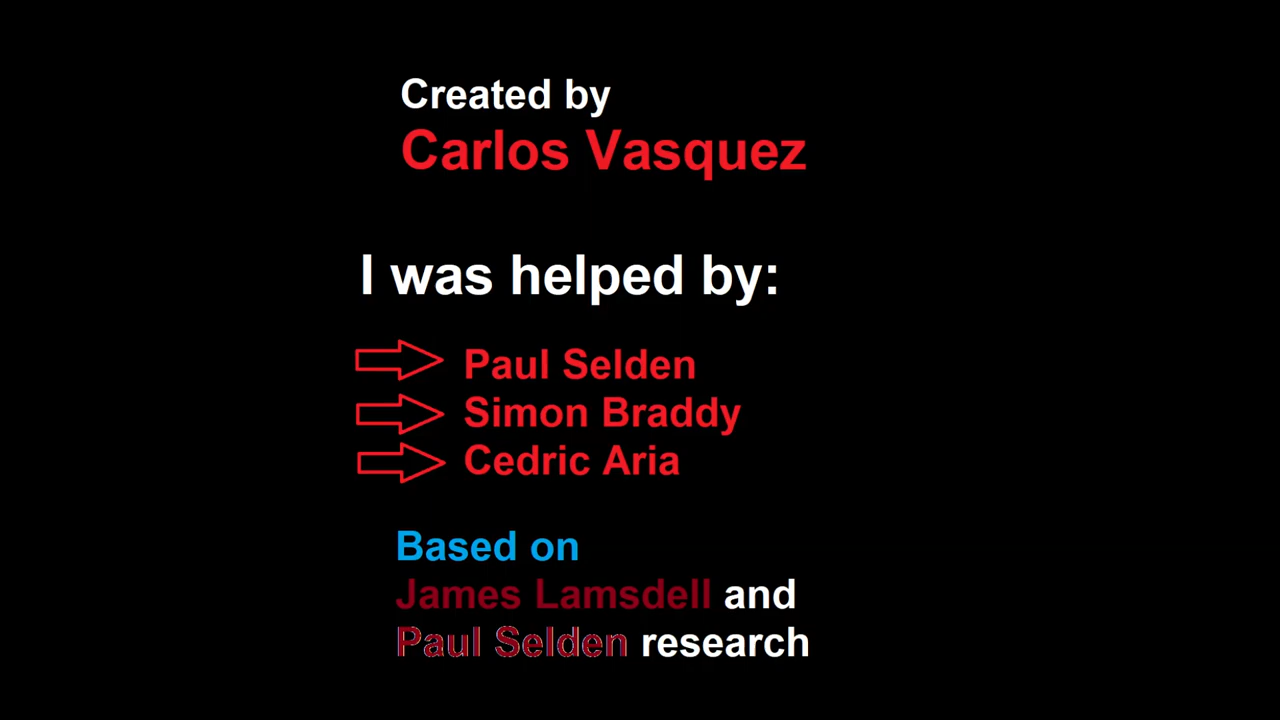 Created by
Carlos Vasquez
I was helped by:
Paul Selden
Simon Braddy
Cedric Aria
Based on
James Lamsdell and
Paul Selden research